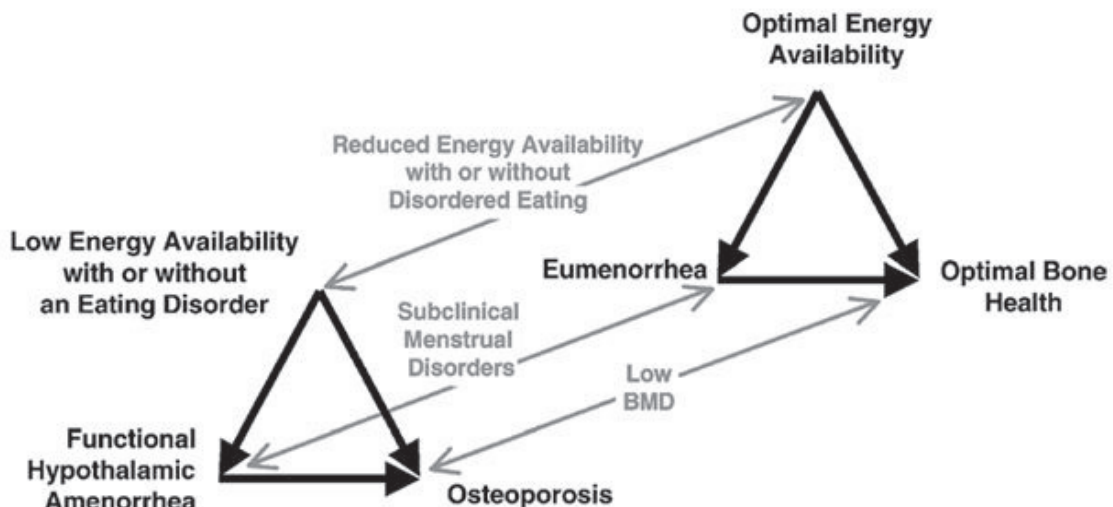 Optimal Energy
Availability
Reduced Energy Availability
with or without
Disordered Eating
Low Energy Availability
with or without
an Eating Disorder
Eumenorrhea
Optimal Bone
Health
Subclinical
Menstrual
Disorders
Low
BMD
Functional
Hypothalamic
Amenorrhea
Osteoporosis